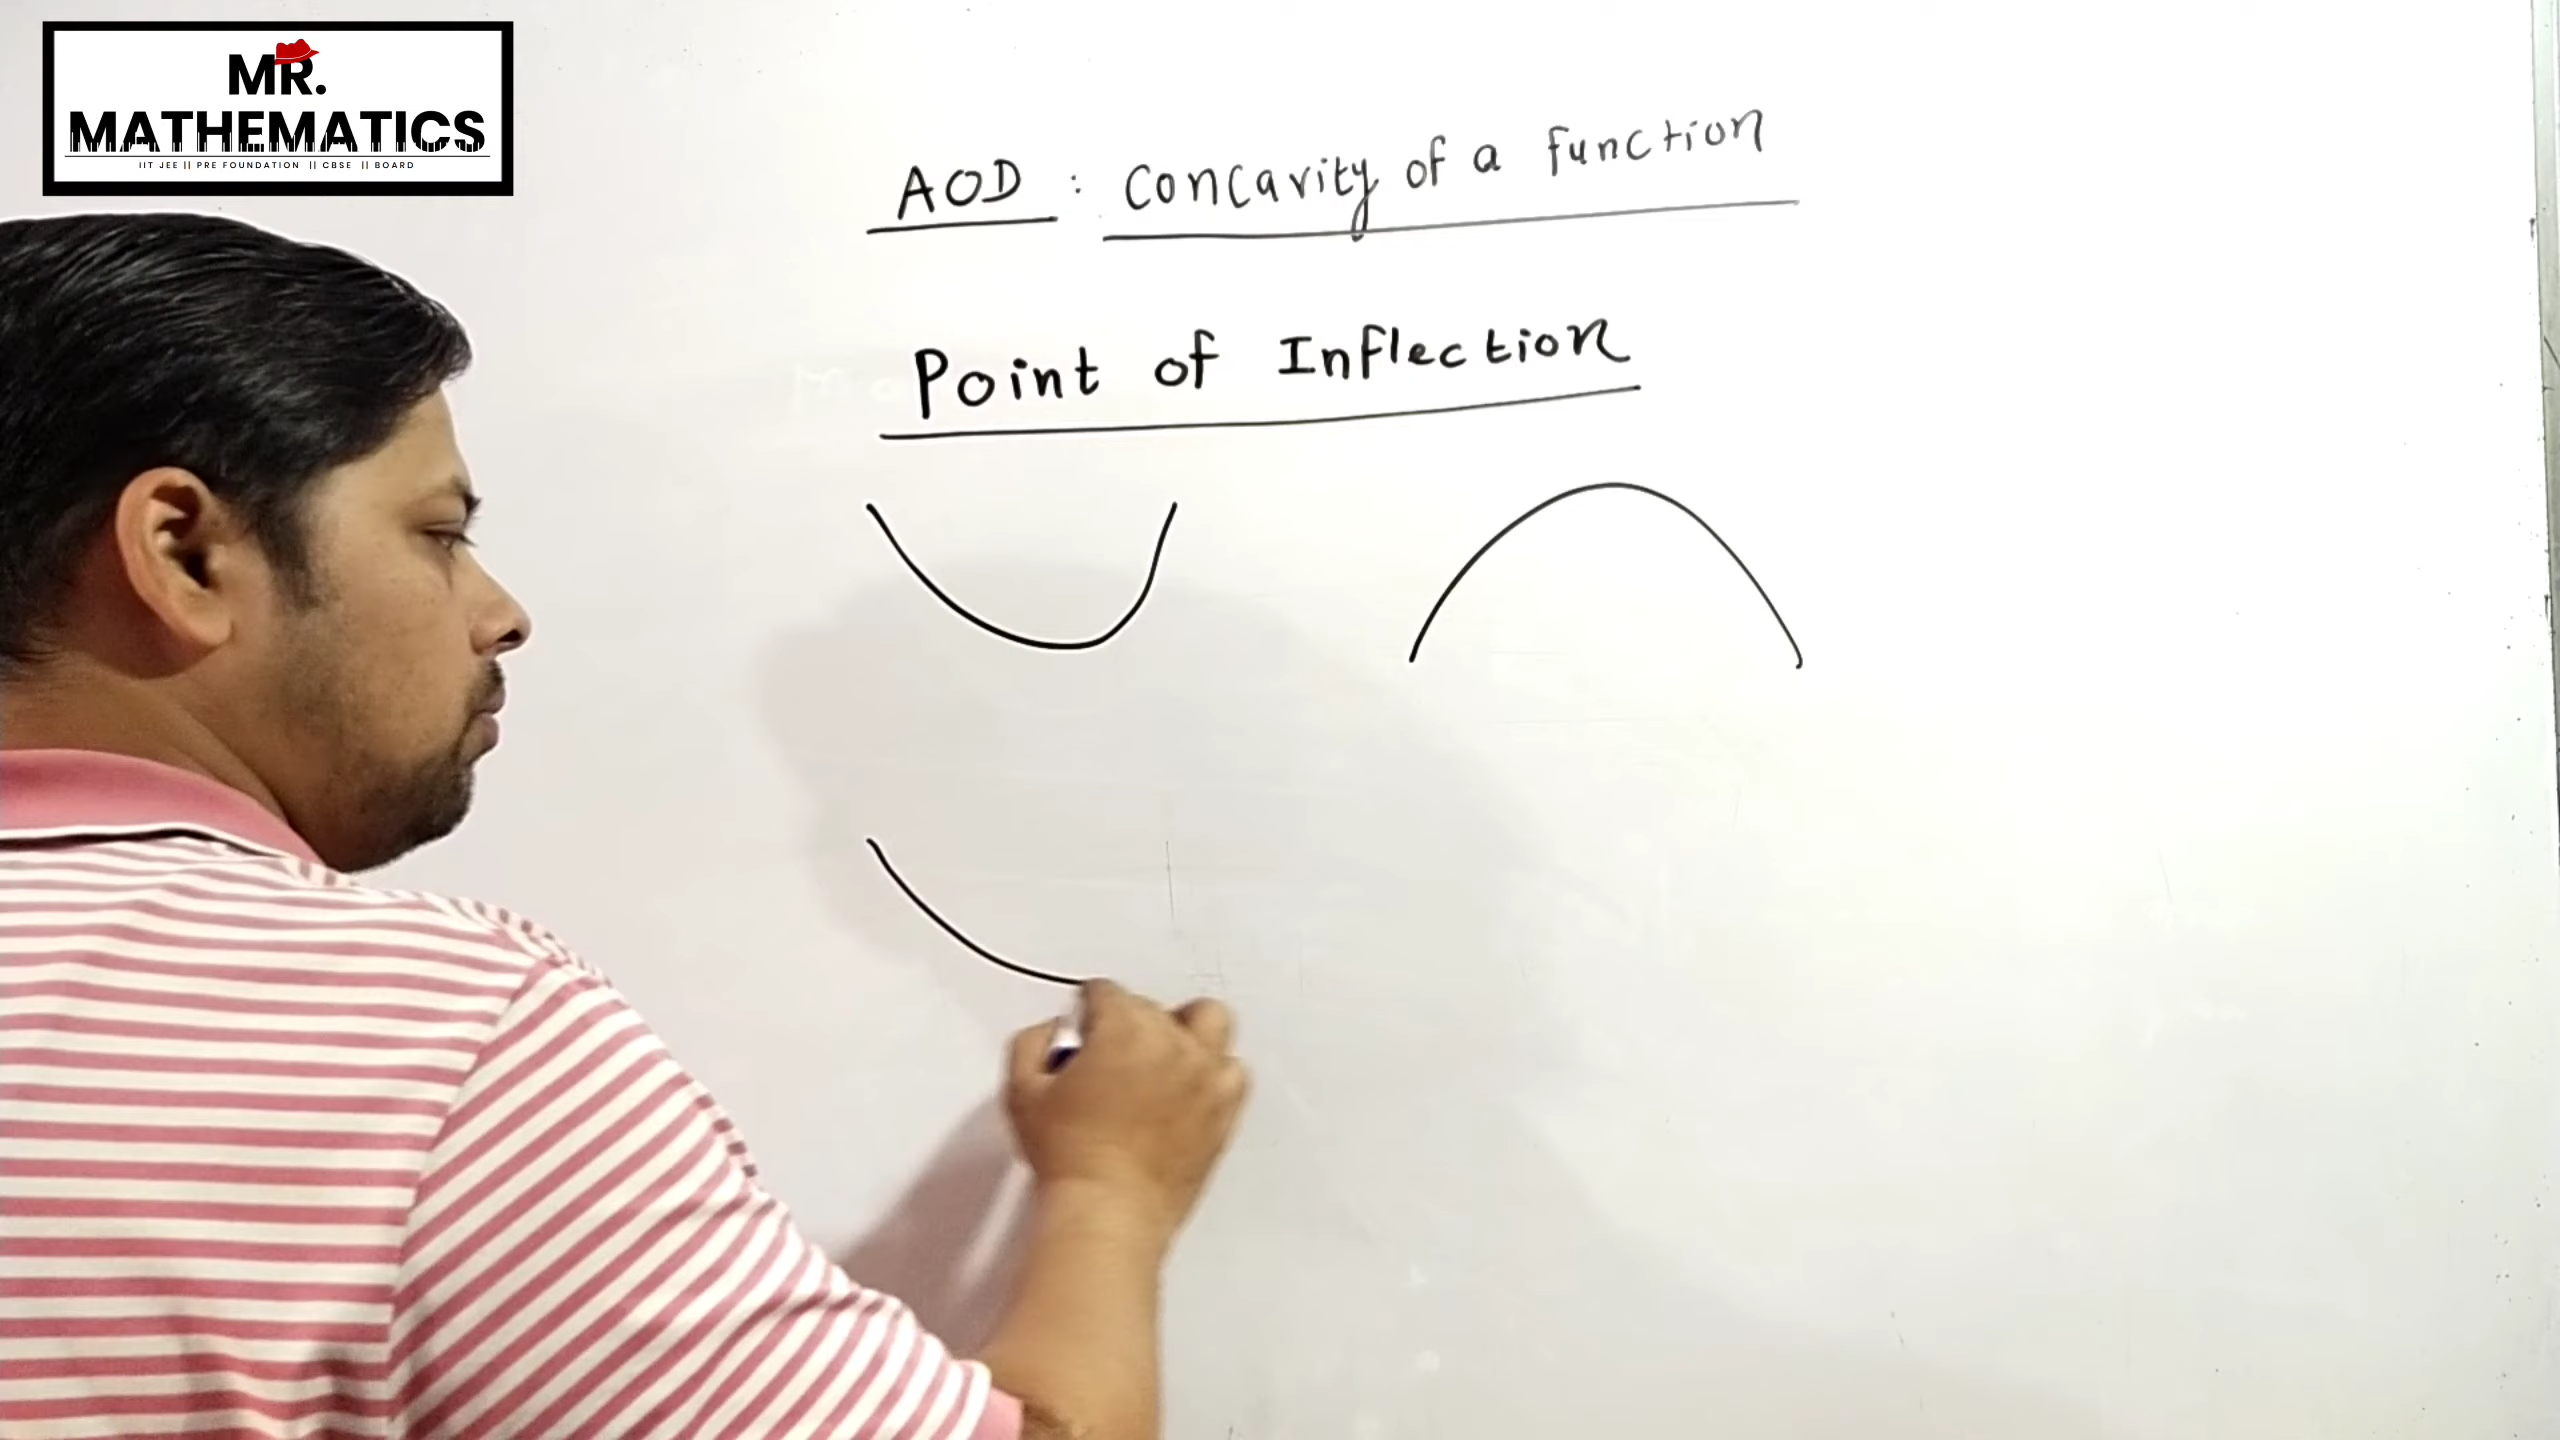 MR.
MATHEMATICS
IIT JEE || PRE FOUNDATION || CBSE || BOARD
AOD : Concavity of a function
Point of Inflection